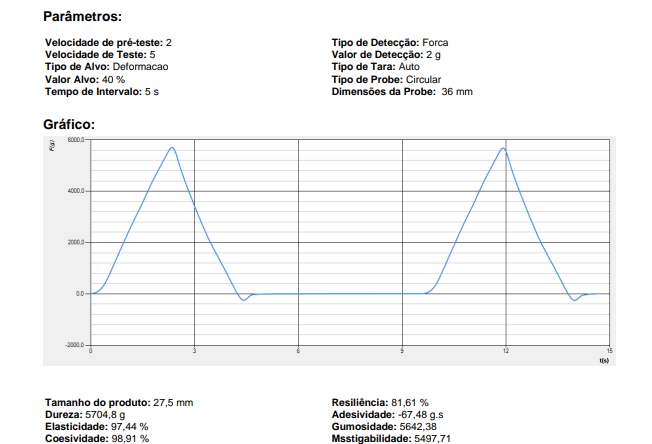 Parâmetros:
Velocidade de pré-teste: 2
Velocidade de Teste: 5
Tipo de Alvo: Deformacao
Valor Alvo: 40 %
Tempo de Intervalo: 5 s
Tipo de Detecção: Forca
Valor de Detecção: 2 g
Tipo de Tara: Auto
Tipo de Probe: Circular
Dimensões da Probe: 36 mm
Gráfico:
F(g)
6000,0
4000,0
2000,0
0.0
-2000.0
0
3
6
9
12
15
t(s)
Tamanho do produto: 27,5 mm
Dureza: 5704,8 g
Elasticidade: 97,44 %
Coesividade: 98,91 %
Resiliência: 81,61 %
Adesividade: -67,48 g.s
Gumosidade: 5642,38
Msstigabilidade: 5497,71